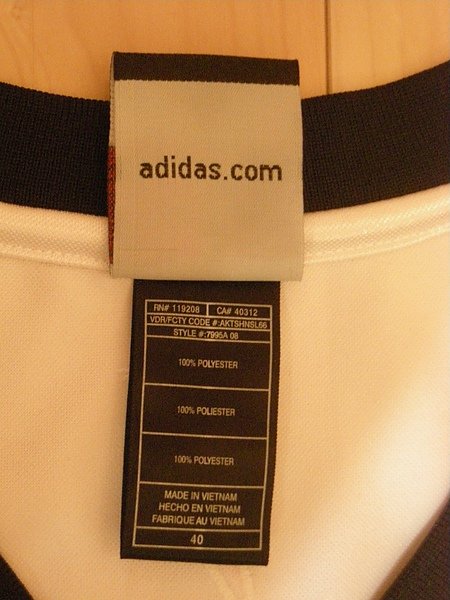 adidas.com
RN# 119208 CA# 40312
VDR/FCTY CODE #:AKTSHNSL66
STYLE #:7995A 08
100% POLYESTER
100% POLIESTER
100% POLYESTER
MADE IN VIETNAM
HECHO EN VIETNAM
FABRIQUE AU VIETNAM
40